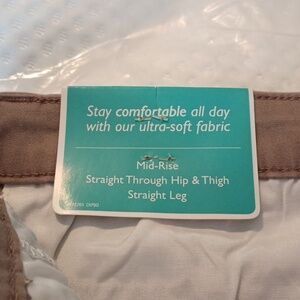 Stay comfortable all day
with our ultra-soft fabric
Mid-Rise
Straight Through Hip & Thigh
Straight Leg